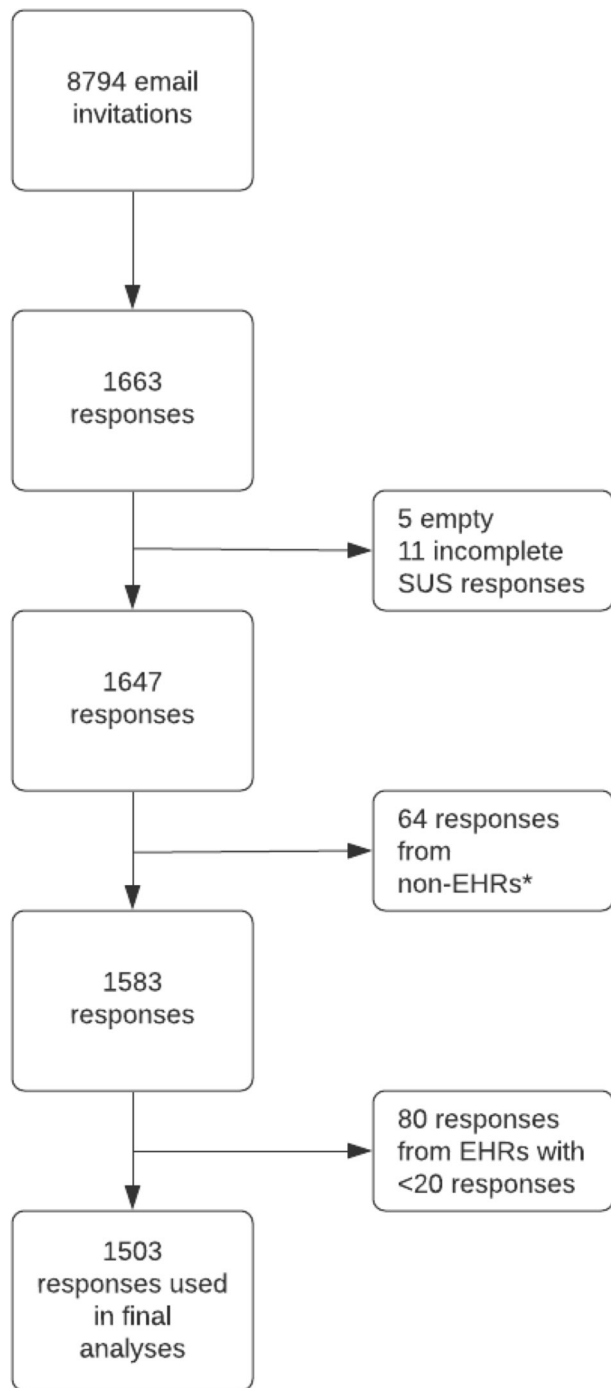 8794 email
invitations
1663
responses
5 empty
11 incomplete
SUS responses
1647
responses
64 responses
from
non-EHRs*
1583
responses
80 responses
from EHRs with
<20 responses
1503
responses used
in final
analyses